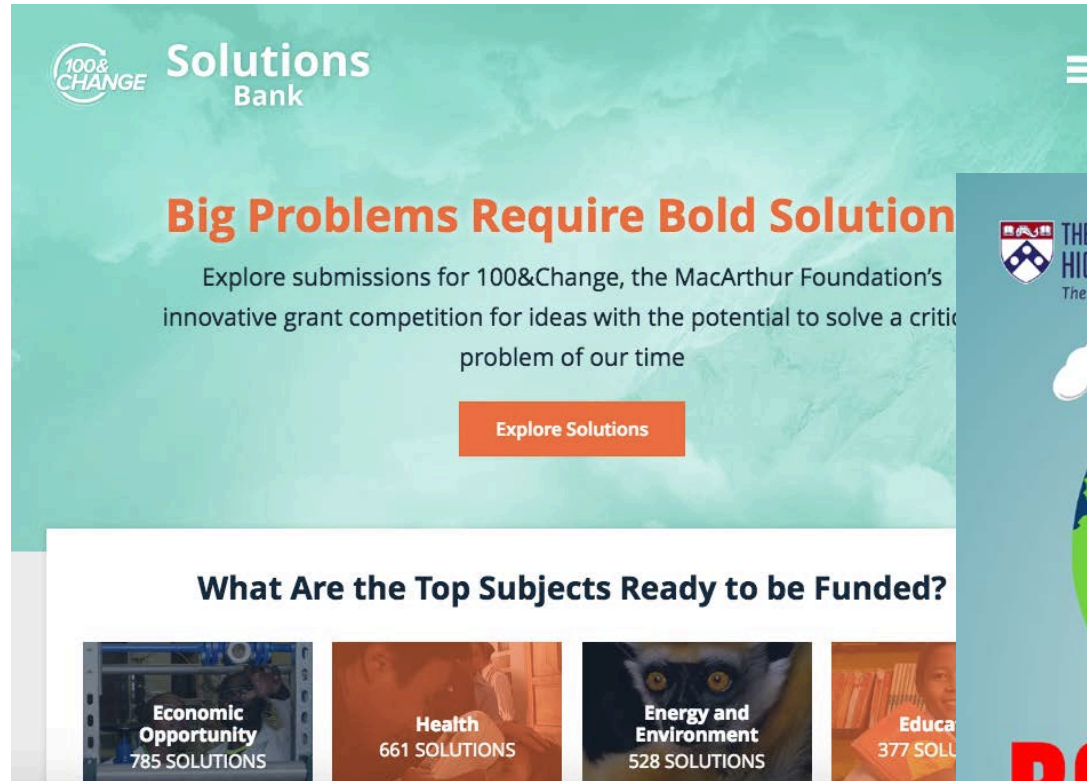 100&
CHANGE
Solutions
Bank
Big Problems Require Bold Solution
Explore submissions for 100&Change, the MacArthur Foundation’s
innovative grant competition for ideas with the potential to solve a critic
problem of our time
Explore Solutions
What Are the Top Subjects Ready to be Funded?
Economic
Opportunity
785 SOLUTIONS
Health
661 SOLUTIONS
Energy and
Environment
528 SOLUTIONS
Educa
377 SOLU
THE
HIG
The